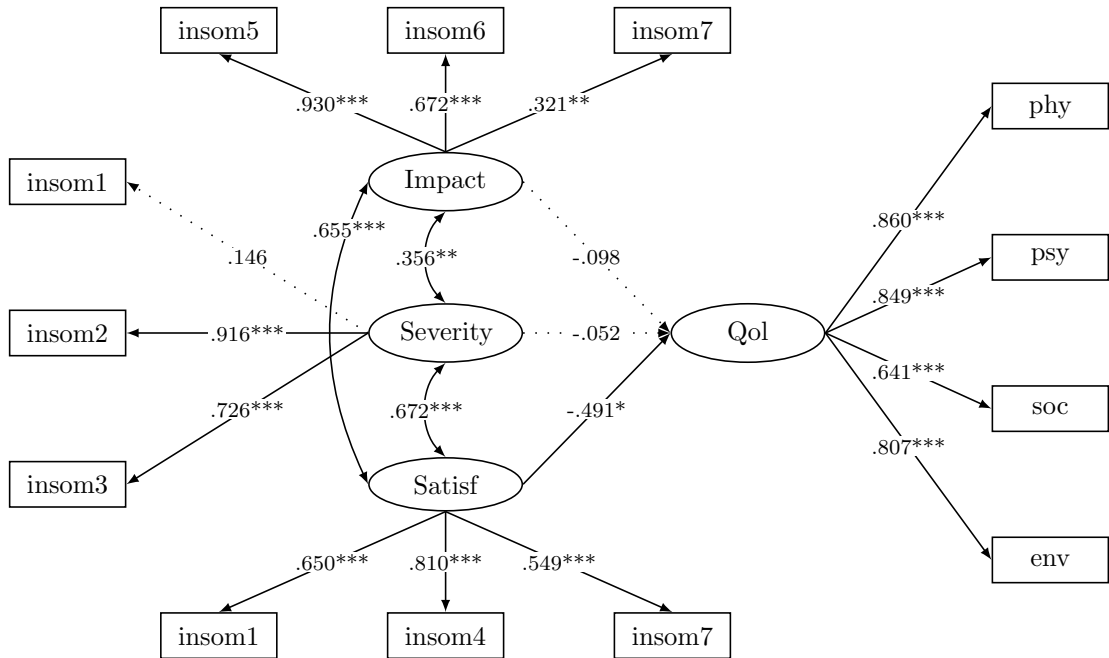 insom5
insom6
insom7
.930***
.672***
.321**
phy
insom1
Impact
.655***
.860***
.146
.356**
-.098
psy
.849***
insom2
.916***
Severity
-.052
Qol
.641***
.726***
.672***
-.491*
soc
.807***
insom3
Satisf
.650***
.810***
.549***
env
insom1
insom4
insom7